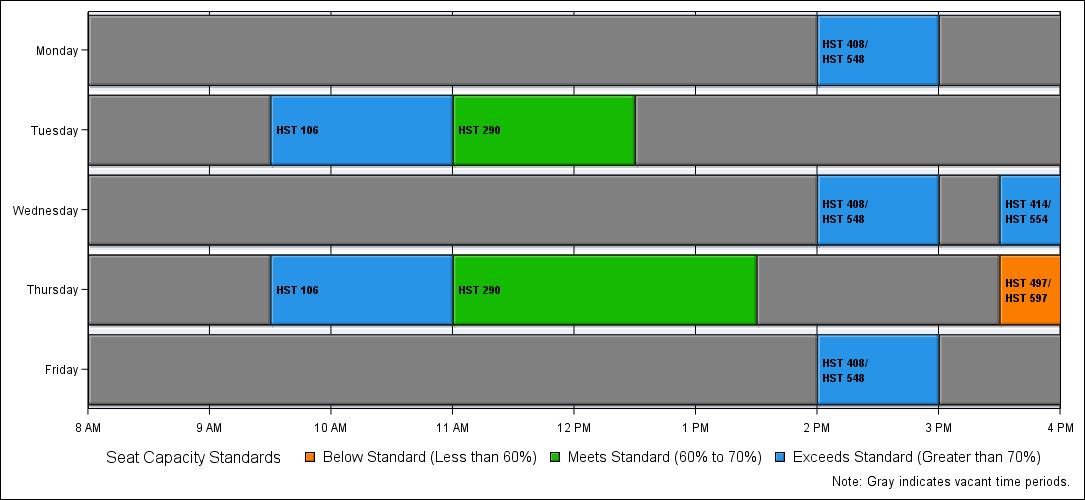 Monday
HST 408/
HST 548
Tuesday
HST 106
HST 290
Wednesday
HST 408/
HST 548
HST 414/
HST 554
Thursday
HST 106
HST 290
HST 497/
HST 597
Friday
HST 408/
HST 548
8 AM 9 AM 10 AM 11 AM 12 PM 1 PM 2 PM 3 PM 4 PM
Seat Capacity Standards Below Standard (Less than 60%) Meets Standard (60% to 70%) Exceeds Standard (Greater than 70%)
Note: Gray indicates vacant time periods.